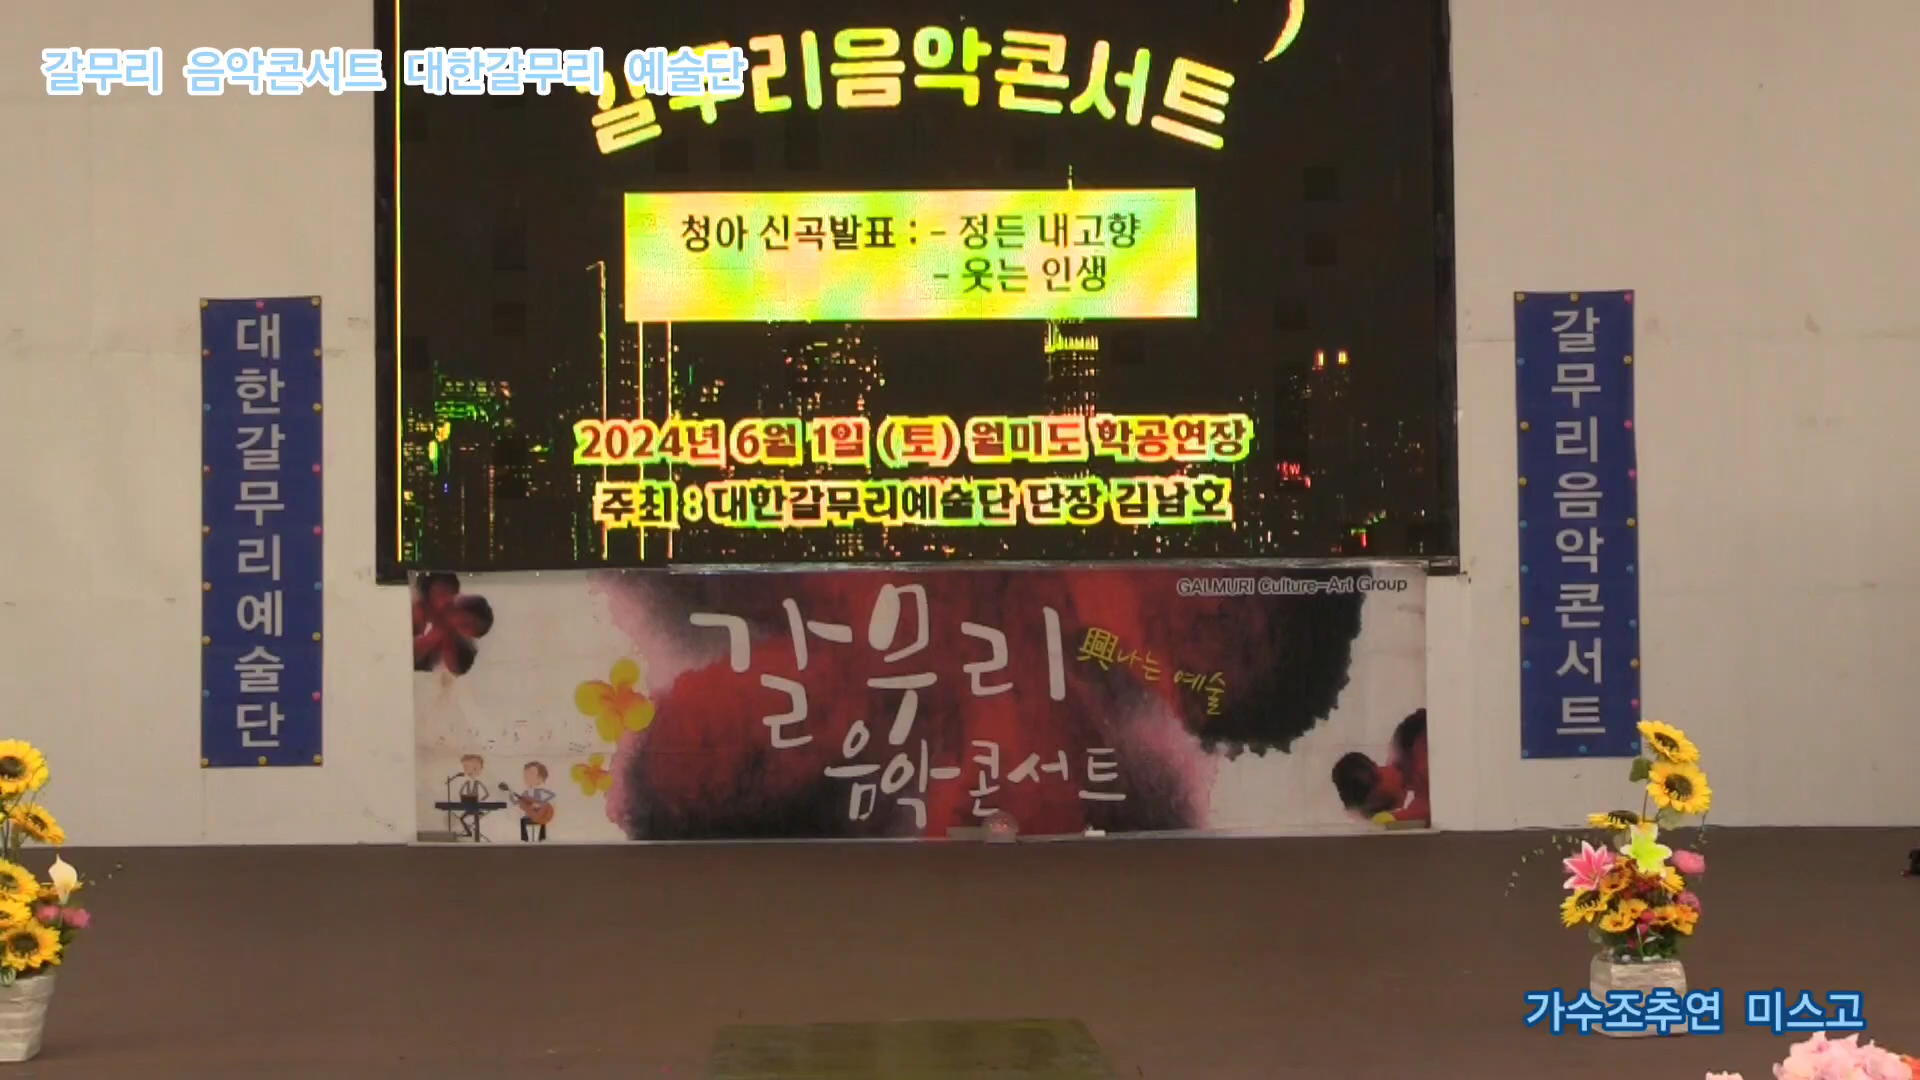 갈무리 음악콘서트 대한갈무리 예술단
갈무리음악콘서트
청아 신곡발표 : - 정든 내고향
- 웃는 인생
2024년 6월 1일 (토) 월미도 학공연장
주최 : 대한갈무리예술단 단장 김남호
대한갈무리예술단
갈무리음악콘서트
GALMURI Culture-Art Group
갈무리
興나는 예술
음악콘서트
가수조추연 미스고